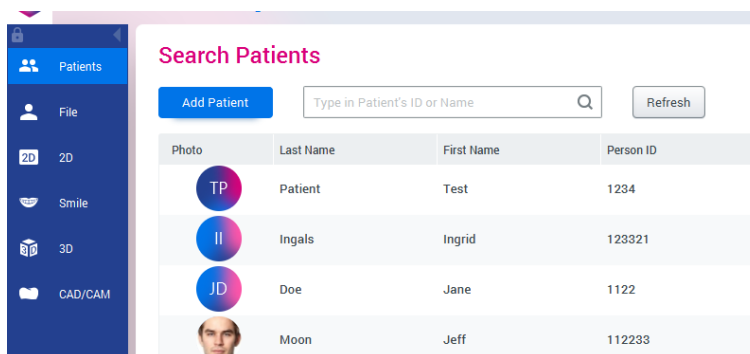 Search Patients
Patients
Add Patient Type in Patient's ID or Name Refresh
File
Photo Last Name First Name Person ID
2D 2D
TP Patient Test 1234
Smile
II Ingals Ingrid 123321
3D 3D
JD Doe Jane 1122
CAD/CAM
Moon Jeff 112233